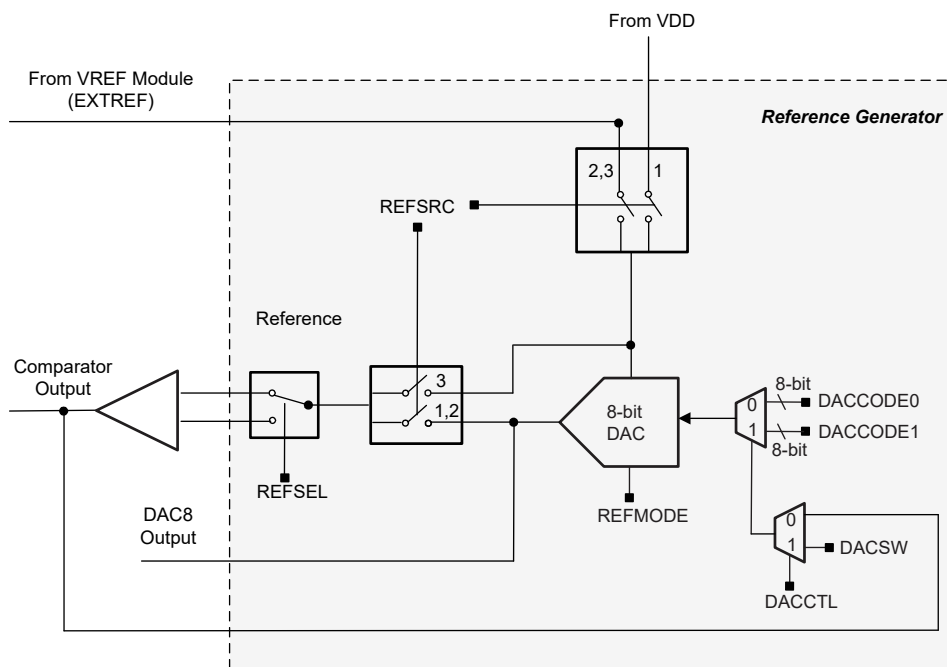 From VDD
From VREF Module
(EXTREF)
Reference Generator
2,3
1
REFSRC
Reference
Comparator
Output
3
1,2
8-bit
DAC
0
1
8-bit
DACCODE0
DACCODE1
8-bit
REFSEL
REFMODE
DAC8
Output
0
1
DACSW
DACCTL